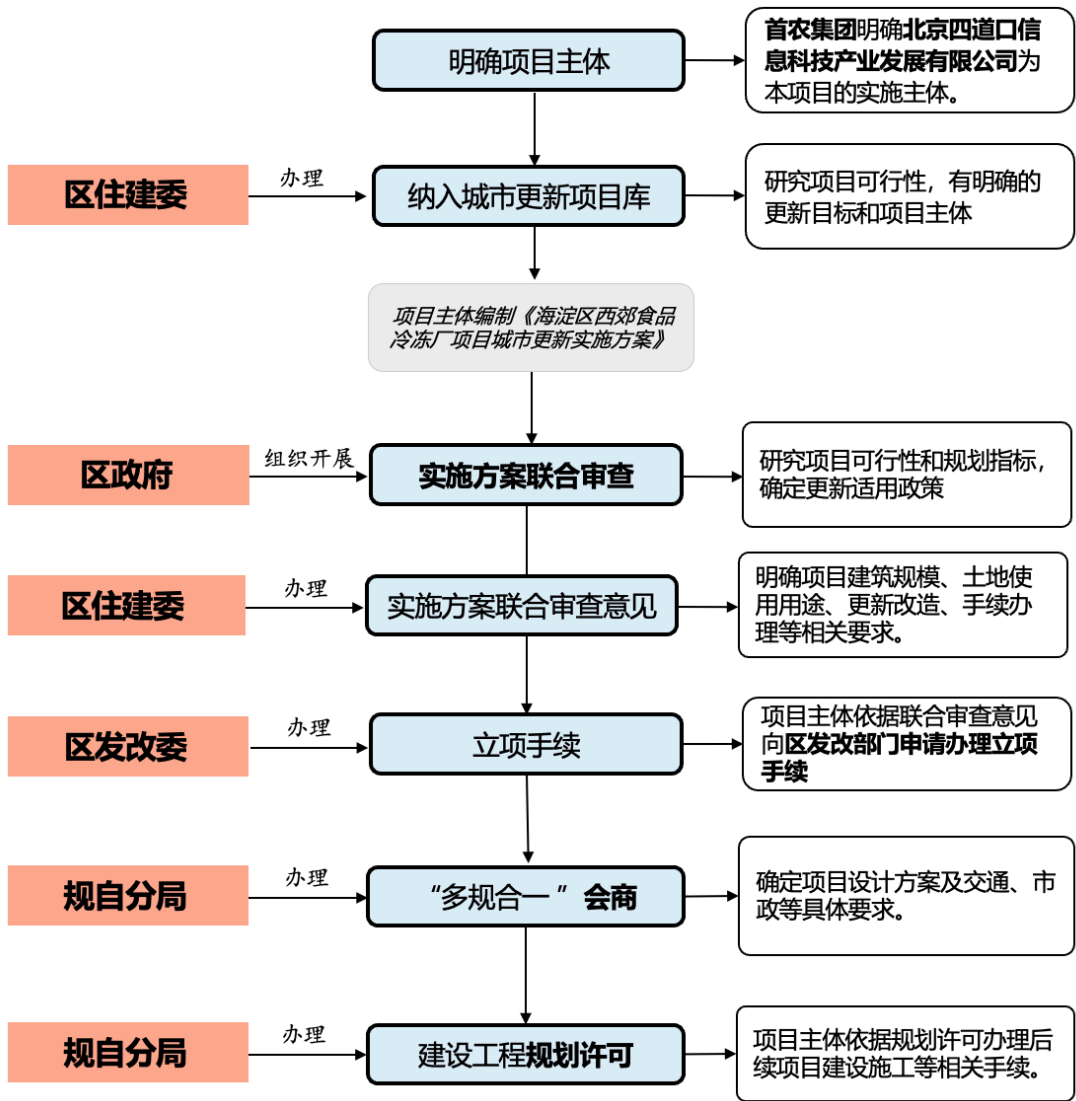 明确项目主体
首农集团明确北京四道口信
息科技产业发展有限公司为
本项目的实施主体。
区住建委
办理
纳入城市更新项目库
研究项目可行性，有明确的
更新目标和项目主体
项目主体编制《海淀区西郊食品
冷冻厂项目城市更新实施方案》
区政府
组织开展
实施方案联合审查
研究项目可行性和规划指标，
确定更新适用政策
区住建委
办理
实施方案联合审查意见
明确项目建筑规模、土地使
用用途、更新改造、手续办
理等相关要求。
区发改委
办理
立项手续
项目主体依据联合审查意见
向区发改部门申请办理立项
手续
规自分局
办理
“多规合一 ”会商
确定项目设计方案及交通、市
政等具体要求。
规自分局
办理
建设工程规划许可
项目主体依据规划许可办理后
续项目建设施工等相关手续。